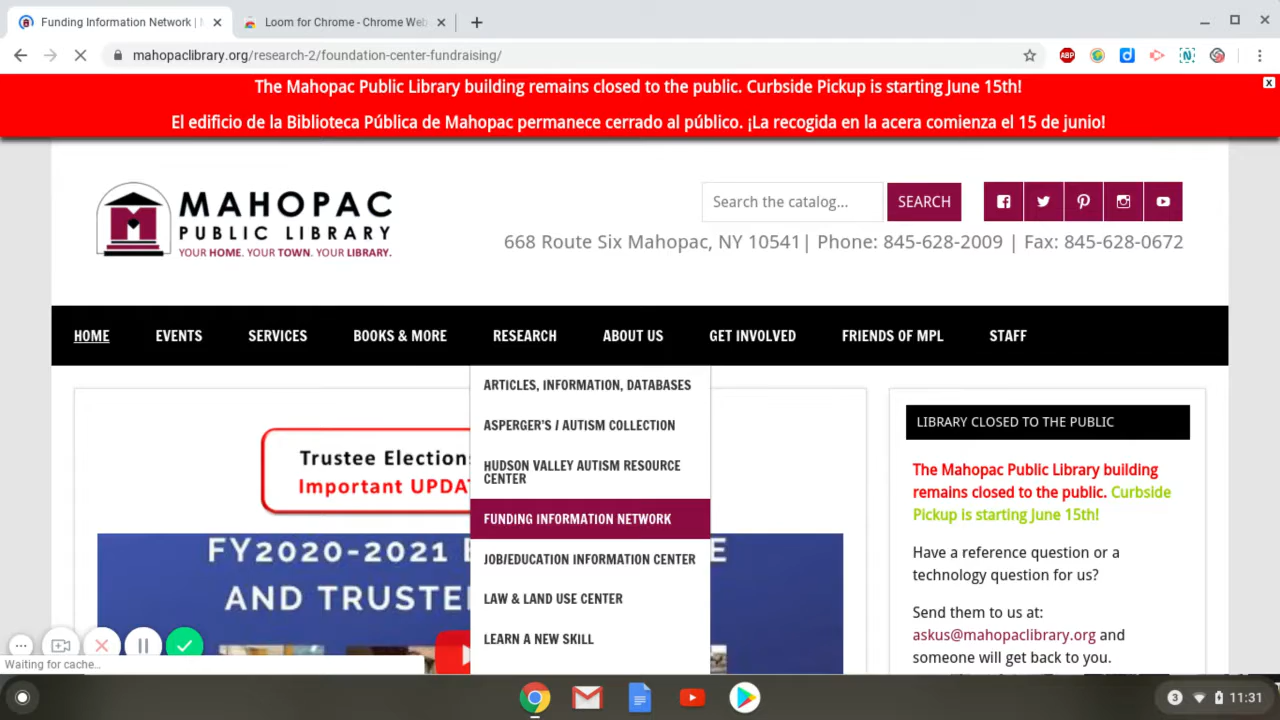 Funding Information Network |
Loom for Chrome - Chrome Web
mahopaclibrary.org/research-2/foundation-center-fundraising/
ABP
The Mahopac Public Library building remains closed to the public. Curbside Pickup is starting June 15th!
X
El edificio de la Biblioteca Pública de Mahopac permanece cerrado al público. ¡La recogida en la acera comienza el 15 de junio!
MAHOPAC
PUBLIC LIBRARY
YOUR HOME. YOUR TOWN. YOUR LIBRARY.
Search the catalog...
SEARCH
668 Route Six Mahopac, NY 10541| Phone: 845-628-2009 | Fax: 845-628-0672
HOME EVENTS SERVICES BOOKS & MORE RESEARCH ABOUT US GET INVOLVED FRIENDS OF MPL STAFF
ARTICLES, INFORMATION, DATABASES
ASPERGER'S / AUTISM COLLECTION
HUDSON VALLEY AUTISM RESOURCE
CENTER
FUNDING INFORMATION NETWORK
JOB/EDUCATION INFORMATION CENTER
LAW & LAND USE CENTER
LEARN A NEW SKILL
Trustee Elections
Important UPDA
FY2020-2021
AND TRUSTE
LIBRARY CLOSED TO THE PUBLIC
The Mahopac Public Library building
remains closed to the public. Curbside
Pickup is starting June 15th!
Have a reference question or a
technology question for us?
Send them to us at:
askus@mahopaclibrary.org and
someone will get back to you.
Waiting for cache…
3
11:31